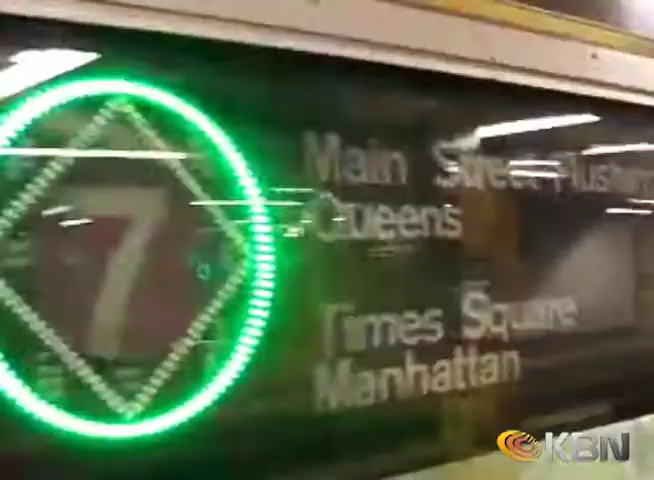 7
Main Street Flushing
Queens
Times Square
Manhattan
KBN